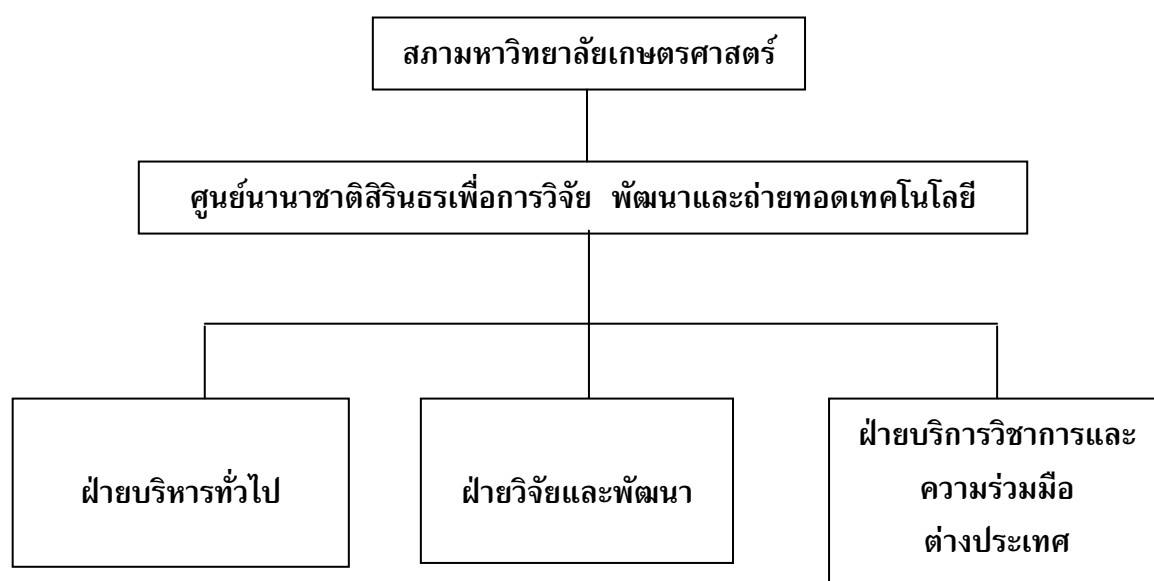 สภามหาวิทยาลัยเกษตรศาสตร์
ศูนย์นานาชาติสิรินธรเพื่อการวิจัย พัฒนาและถ่ายทอดเทคโนโลยี
ฝ่ายบริหารทั่วไป
ฝ่ายวิจัยและพัฒนา
ฝ่ายบริการวิชาการและ
ความร่วมมือ
ต่างประเทศ